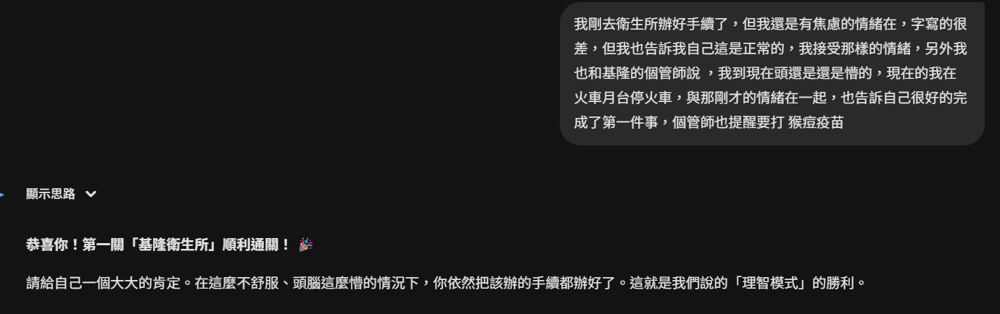 我剛去衛生所辦好手續了，但我還是有焦慮的情緒在，字寫的很
差，但我也告訴我自己這是正常的，我接受那樣的情緒，另外我
也和基隆的個管師說 ，我到現在頭還是還是懵的，現在的我在
火車月台停火車，與那剛才的情緒在一起，也告訴自己很好的完
成了第一件事，個管師也提醒要打 猴痘疫苗
顯示思路
恭喜你！第一關「基隆衛生所」順利通關！ 🎉
請給自己一個大大的肯定。在這麼不舒服、頭腦這麼懵的情況下，你依然把該辦的手續都辦好了。這就是我們說的「理智模式」的勝利。